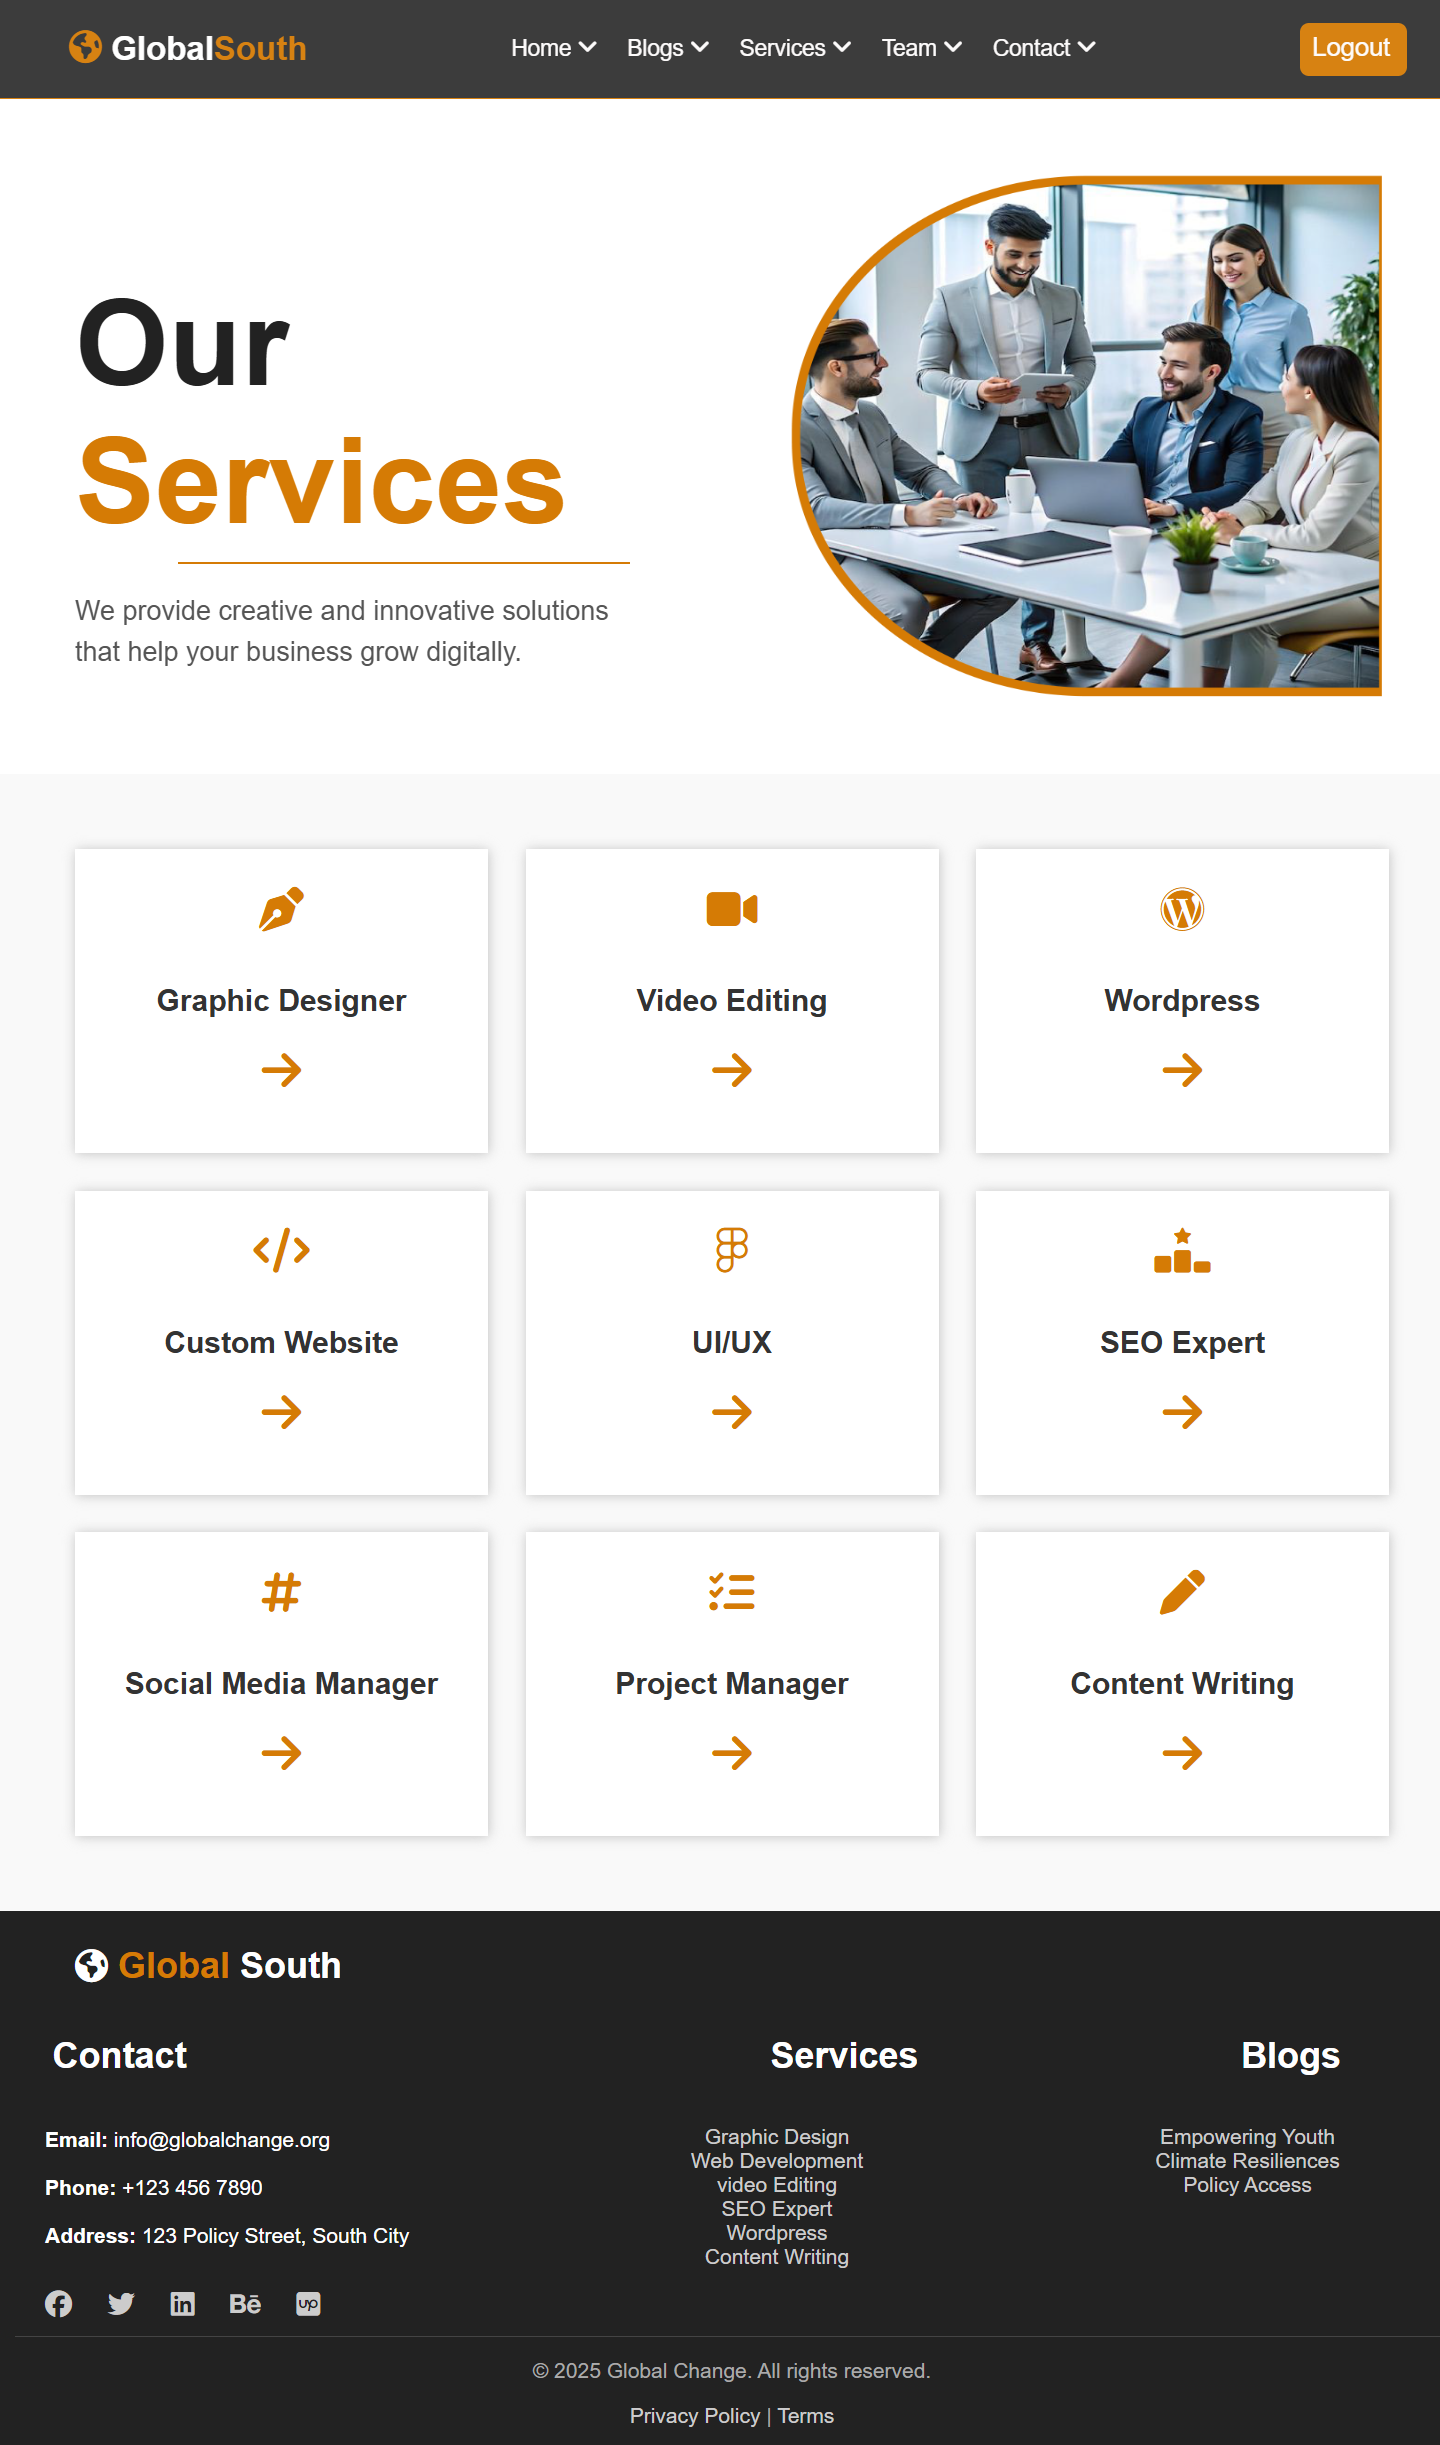 GlobalSouth
Home Blogs Services Team Contact
Logout
Our
Services
We provide creative and innovative solutions
that help your business grow digitally.
Graphic Designer
Video Editing
Wordpress
Custom Website
UI/UX
SEO Expert
Social Media Manager
Project Manager
Content Writing
Global South
Contact
Email: info@globalchange.org
Phone: +123 456 7890
Address: 123 Policy Street, South City
Services
Graphic Design
Web Development
video Editing
SEO Expert
Wordpress
Content Writing
Blogs
Empowering Youth
Climate Resiliences
Policy Access
© 2025 Global Change. All rights reserved.
Privacy Policy | Terms